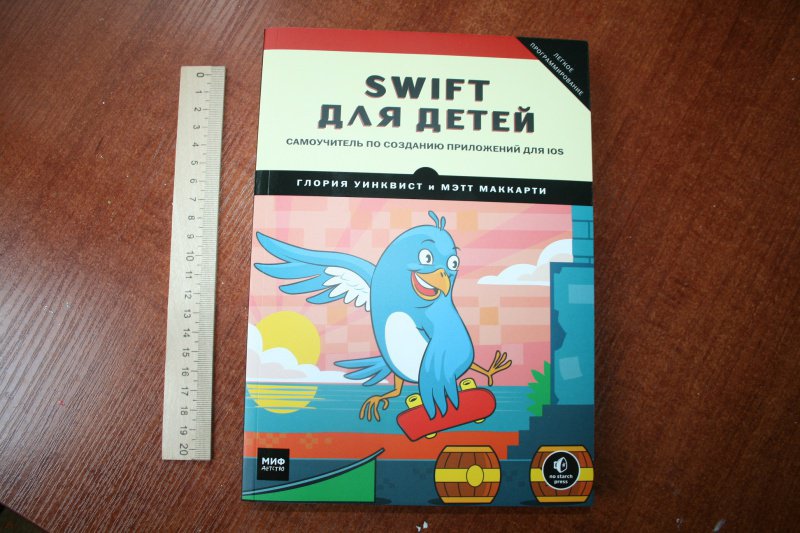 ЛЕГКОЕ
ПРОГРАММИРОВАНИЕ
SWIFT
ДЛЯ ДЕТЕЙ
САМОУЧИТЕЛЬ ПО СОЗДАНИЮ ПРИЛОЖЕНИЙ ДЛЯ IOS
ГЛОРИЯ УИНКВИСТ И МЭТТ МАККАРТИ
0 1 2 3 4 5 6 7 8 9 10 11 12 13 14 15 16 17 18 19 20
МИФ
ДЕТСТВО
no starch
press